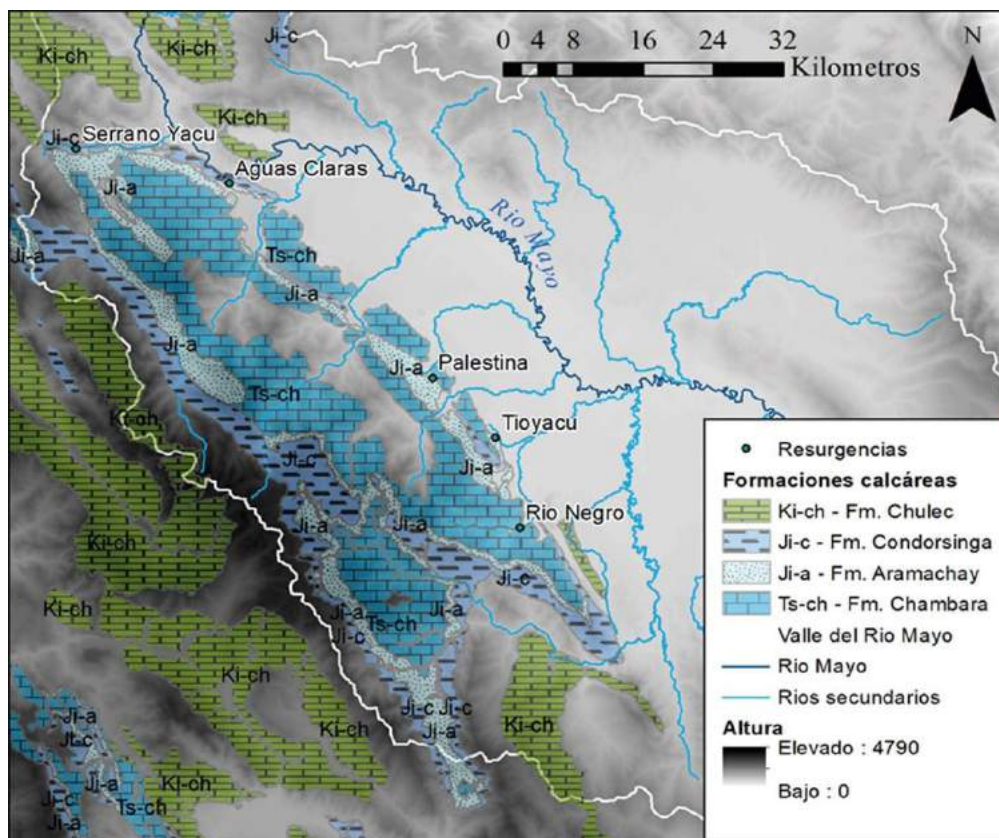 Ki-ch
Ki-ch
Ji-c
0 4 8 16 24 32
Kilometros
N
Ki-ch
Ji-c
Serrano Yacu
Aguas Claras
Ji-a
Ji-a
Ts-ch
Ji-a
Rio Mayo
Ji-a
Ji-a
Palestina
Ts-ch
Ki-ch
Tioyacu
Ji-c
Ji-a
Ji-a
Ji-a
Rio Negro
Ki-ch
Ji-c
Ji-a
Ji-c
Ji-a
Ts-ch
Ki-ch
Ji-c
Ji-c
Ji-a
Ki-ch
Ki-ch
Ji-a
Ji-c
Ji-a
Ki-ch
Ji-c
Ts-ch
Ji-a
Resurgencias
Formaciones calcáreas
Ki-ch - Fm. Chulec
Ji-c - Fm. Condorsinga
Ji-a - Fm. Aramachay
Ts-ch - Fm. Chambara
Valle del Rio Mayo
Rio Mayo
Rios secundarios
Altura
Elevado : 4790
Bajo : 0